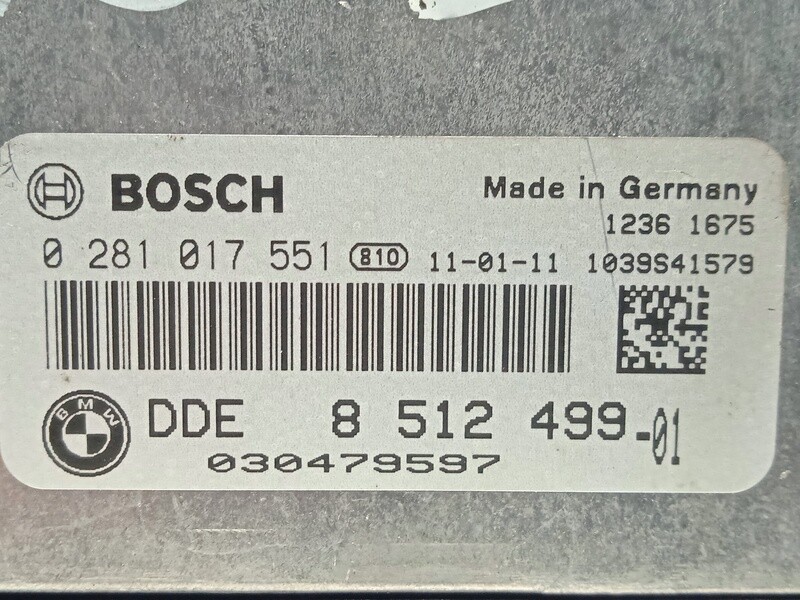 BOSCH
Made in Germany
1236 1675
0 281 017 551 810 11-01-11 1039S41579
BMW
DDE 8 512 499-01
030479597